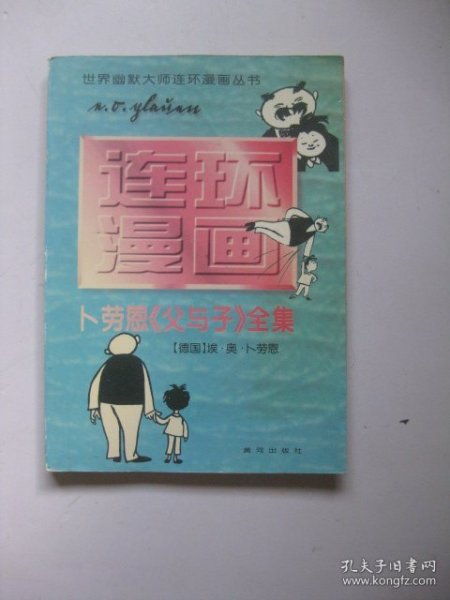 世界幽默大师连环漫画丛书
e.o.plauen
连环
漫画
卜劳恩《父与子》全集
【德国】埃·奥·卜劳恩
黄河出版社
孔夫子旧书网
www.kongfz.com